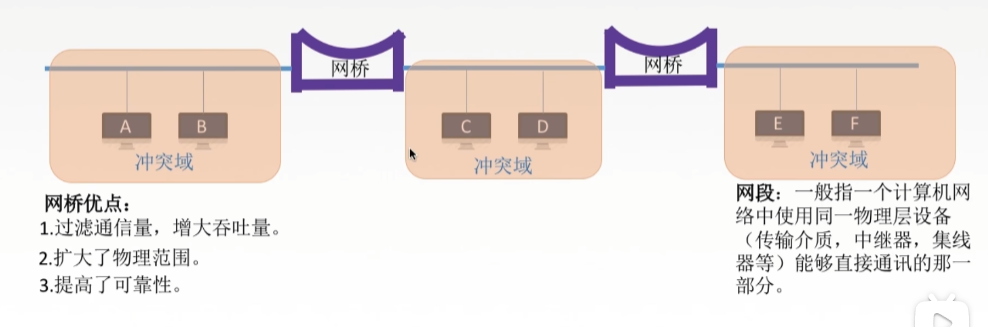 网桥
网桥
A
B
C
D
E
F
冲突域
冲突域
冲突域
网桥优点：
1.过滤通信量，增大吞吐量。
2.扩大了物理范围。
3.提高了可靠性。
网段：一般指一个计算机网
络中使用同一物理层设备
（传输介质，中继器，集线
器等）能够直接通讯的那一
部分。